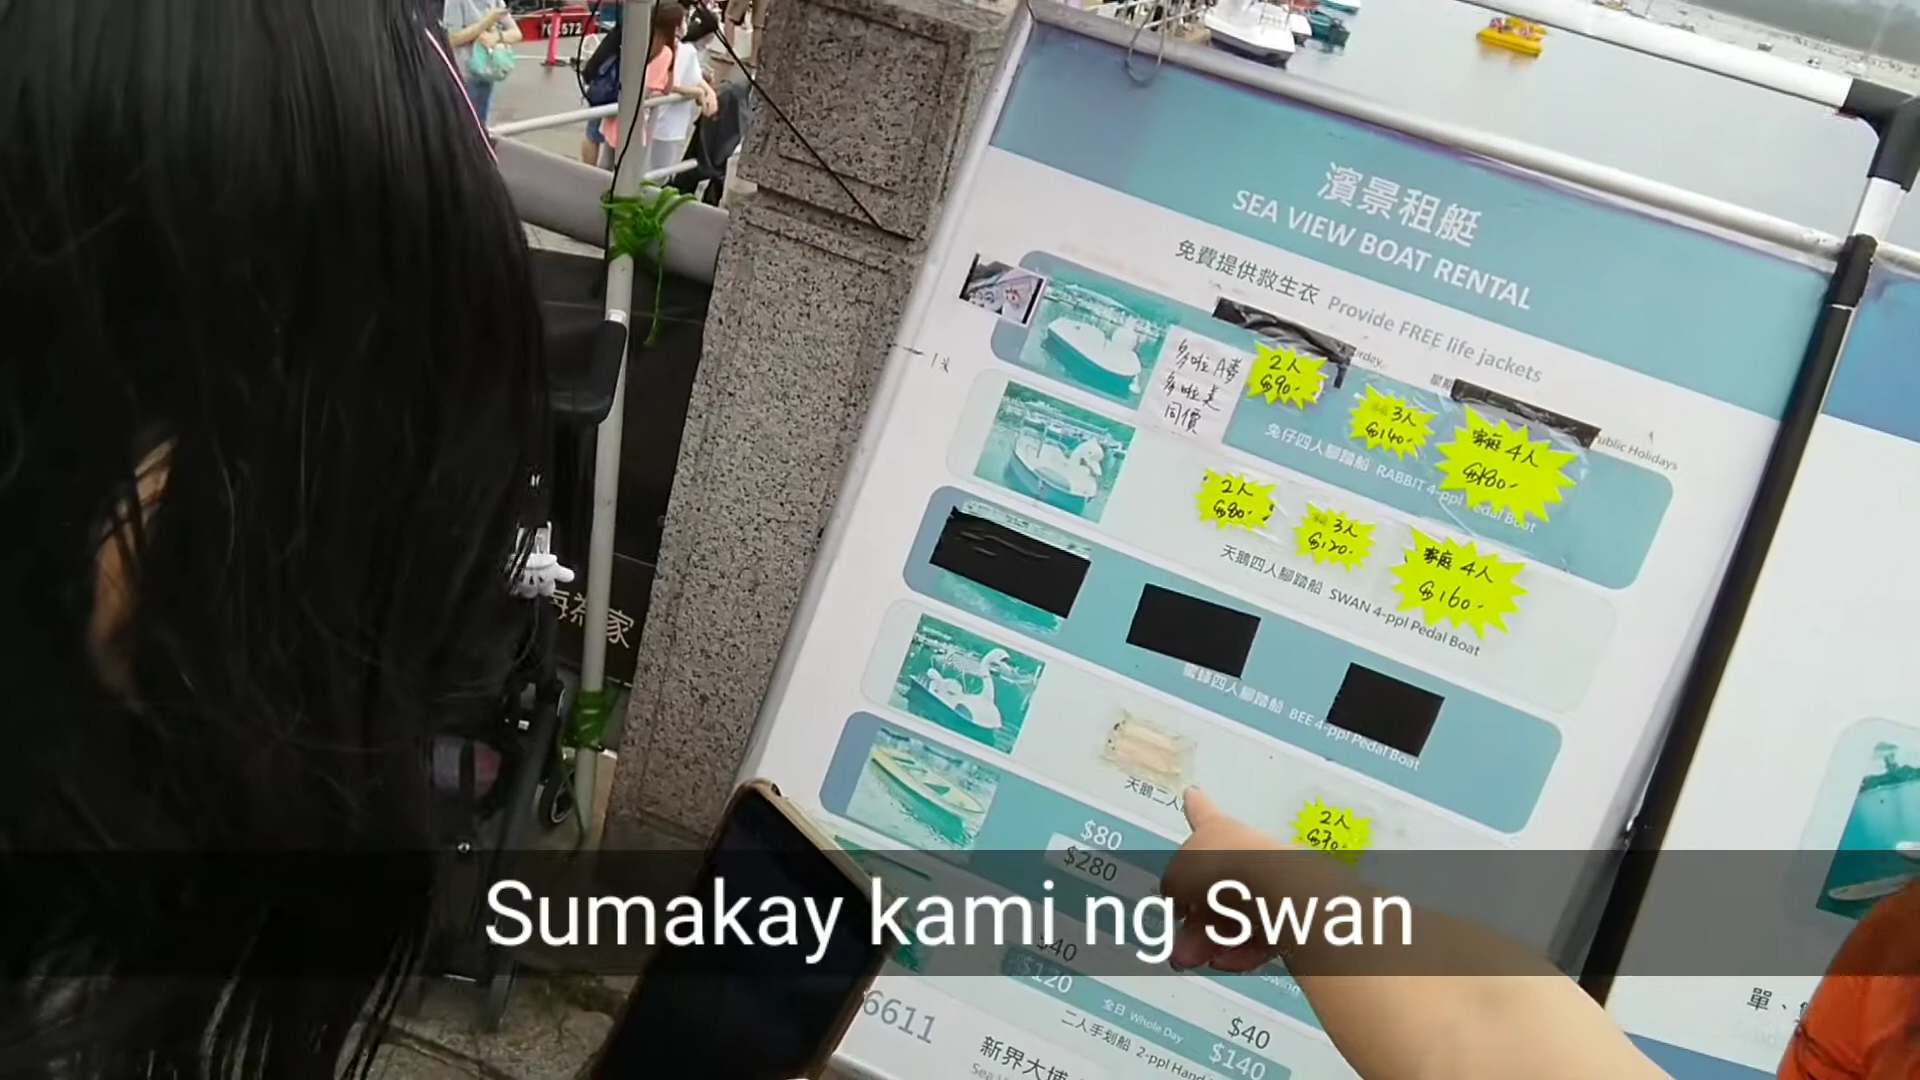 濱景租艇
SEA VIEW BOAT RENTAL
免費提供救生衣 Provide FREE life jackets
多啦A夢
多啦美
同價
2人
$90.-
3人
$140.-
家庭 4人
$180.-
Public Holidays
兔仔四人腳踏船 RABBIT 4-ppl Pedal Boat
2人
$80.-
3人
$120.-
家庭 4人
$160.-
天鵝四人腳踏船 SWAN 4-ppl Pedal Boat
蜜蜂四人腳踏船 BEE 4-ppl Pedal Boat
天鵝二人
2人
$70.-
$80
$280
Sumakay kami ng Swan
$40
$120
全日 Whole Day
$40
$140
二人手划船 2-ppl Hand
6611
新界大埔
海為家
單、